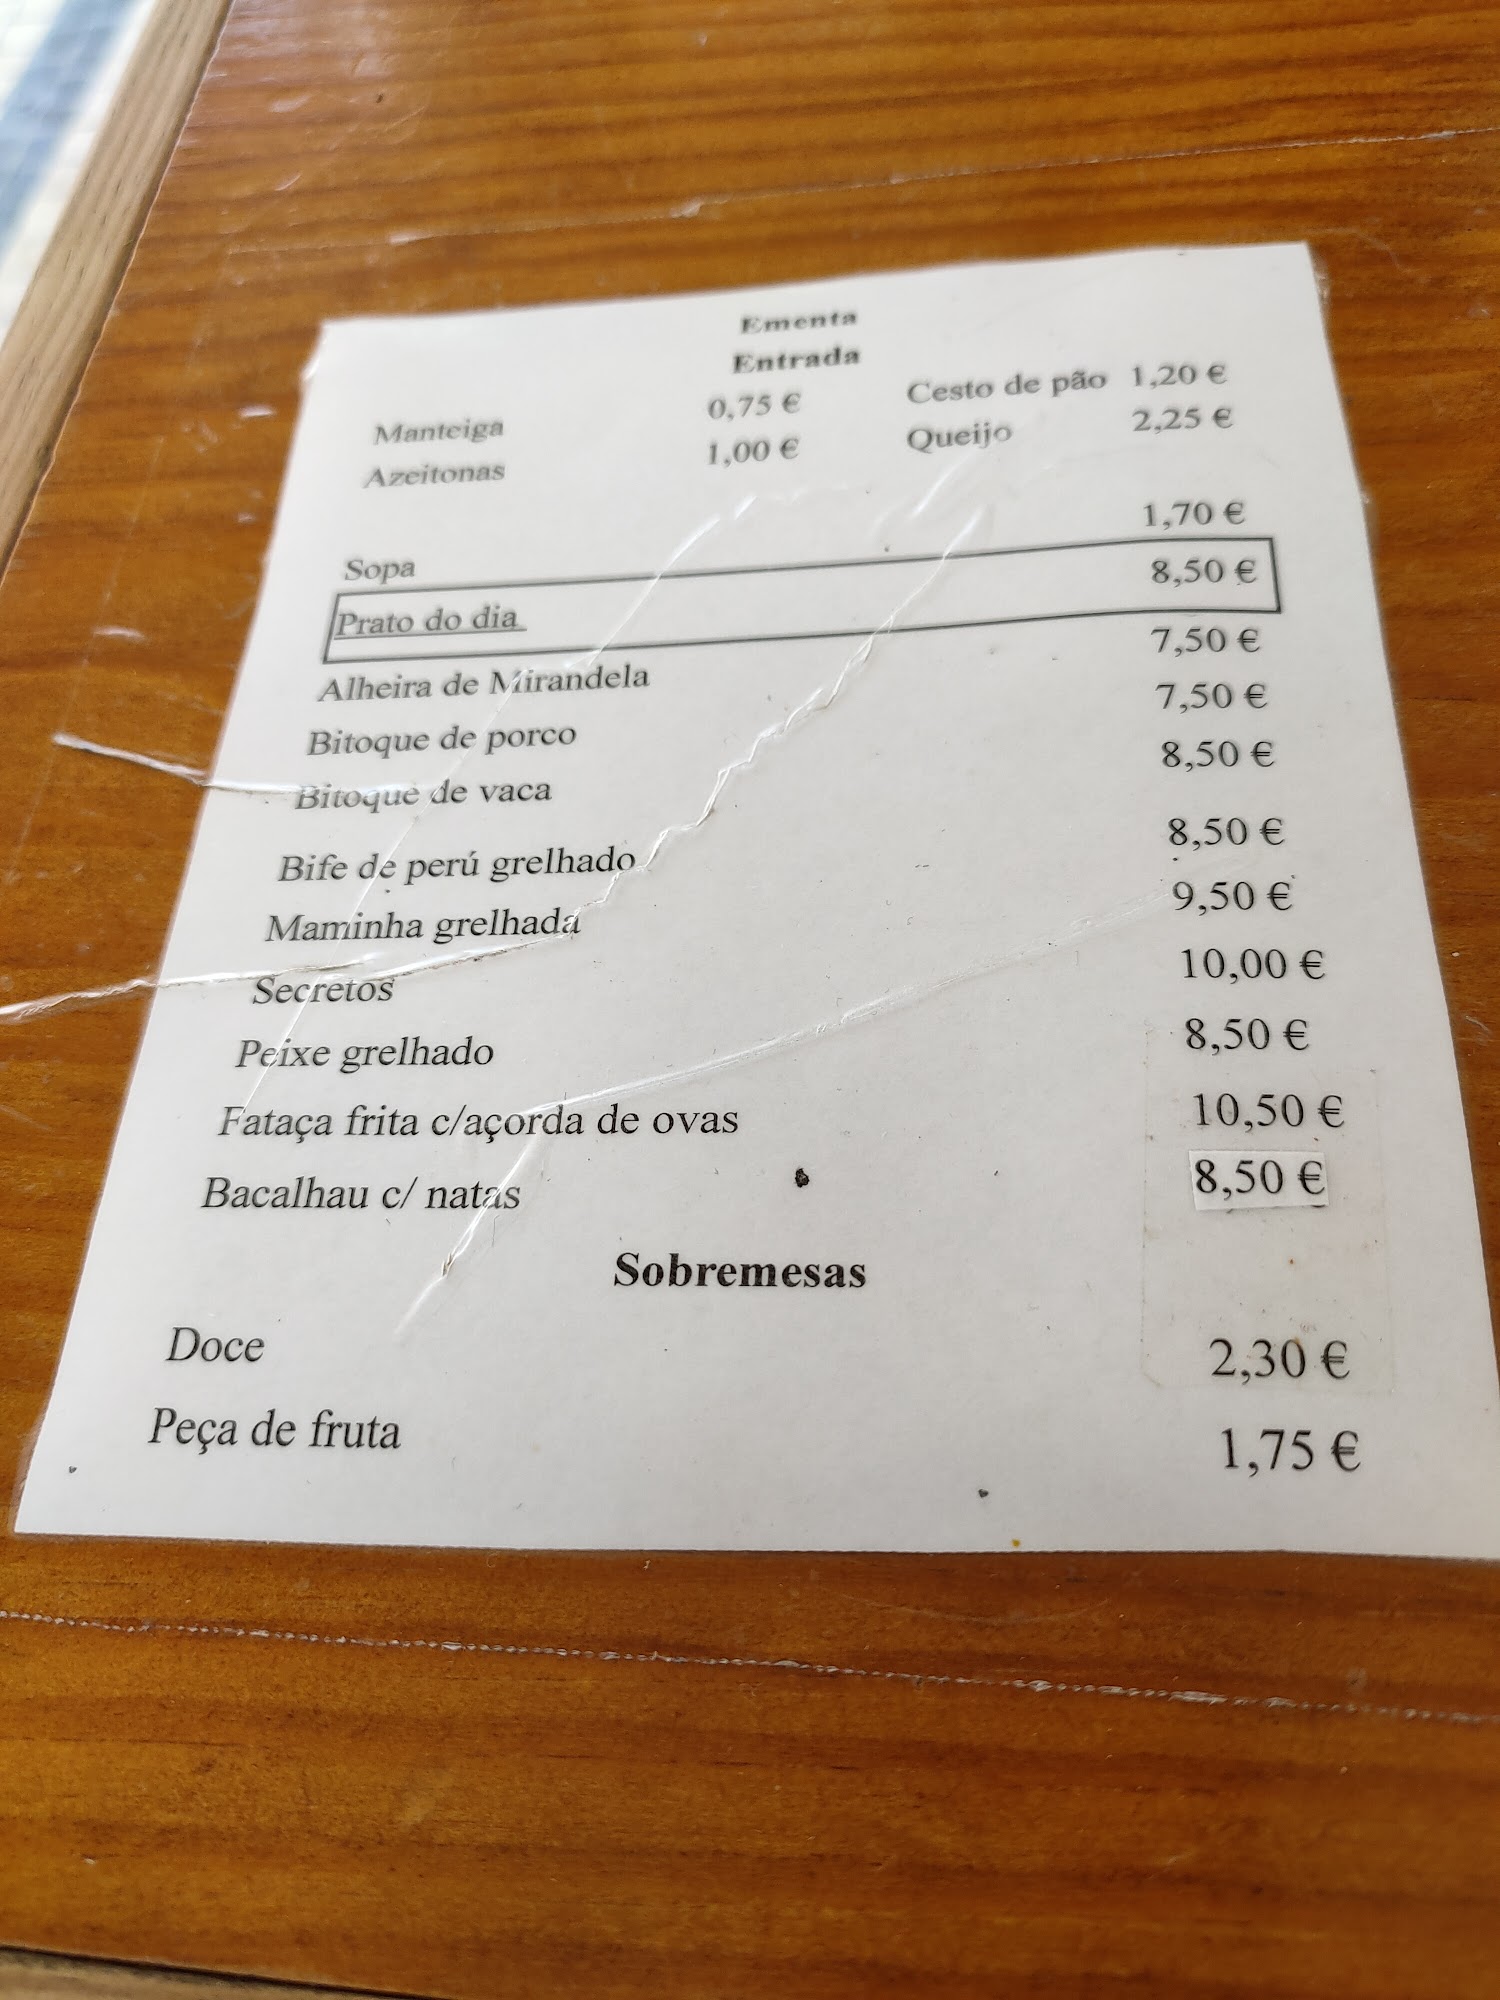 Ementa
Entrada
Manteiga 0,75 € Cesto de pão 1,20 €
Azeitonas 1,00 € Queijo 2,25 €
Sopa 1,70 €
Prato do dia 8,50 €
Alheira de Mirandela 7,50 €
Bitoque de porco 7,50 €
Bitoque de vaca 8,50 €
Bife de perú grelhado 8,50 €
Maminha grelhada 9,50 €
Secretos 10,00 €
Peixe grelhado 8,50 €
Fataça frita c/açorda de ovas 10,50 €
Bacalhau c/ natas 8,50 €
Sobremesas
Doce 2,30 €
Peça de fruta 1,75 €